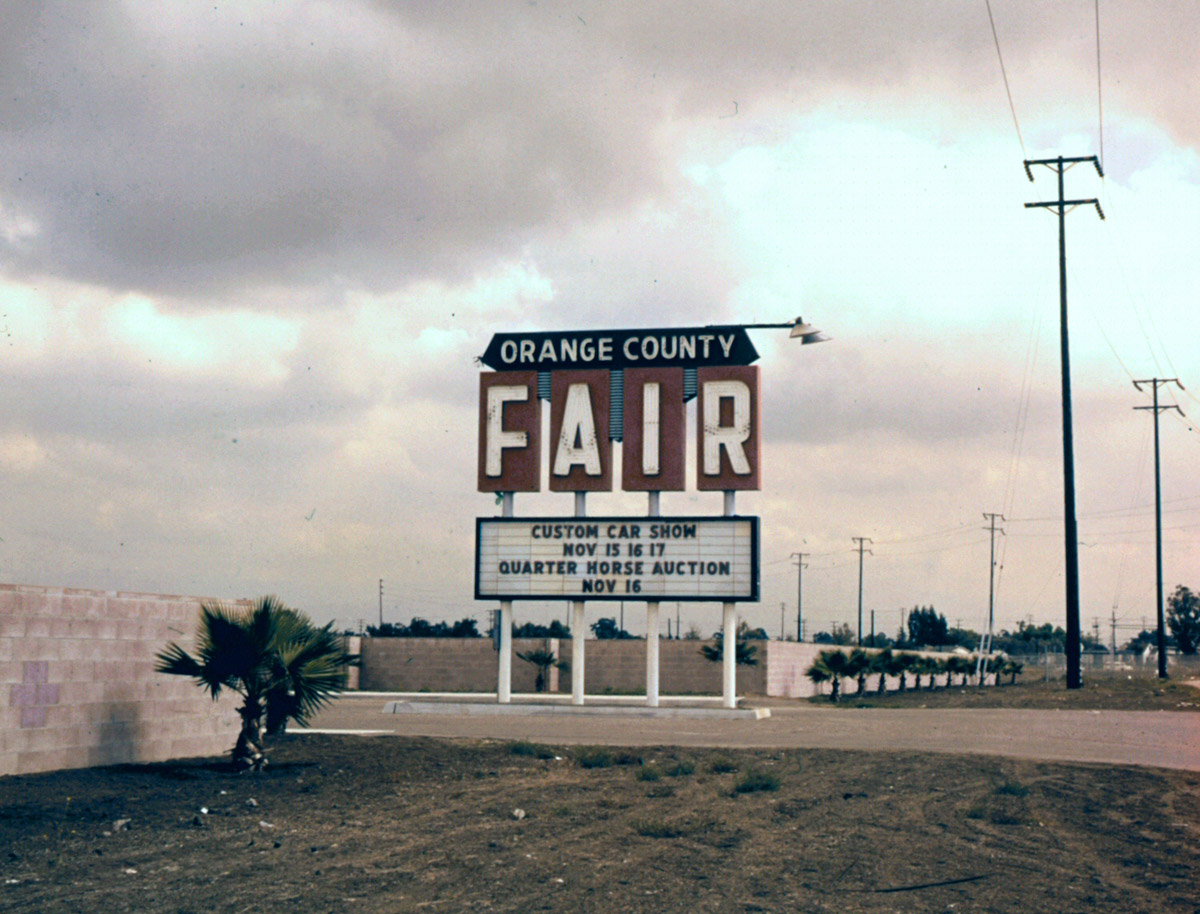 ORANGE COUNTY
FAIR
CUSTOM CAR SHOW
NOV 15 16 17
QUARTER HORSE AUCTION
NOV 16